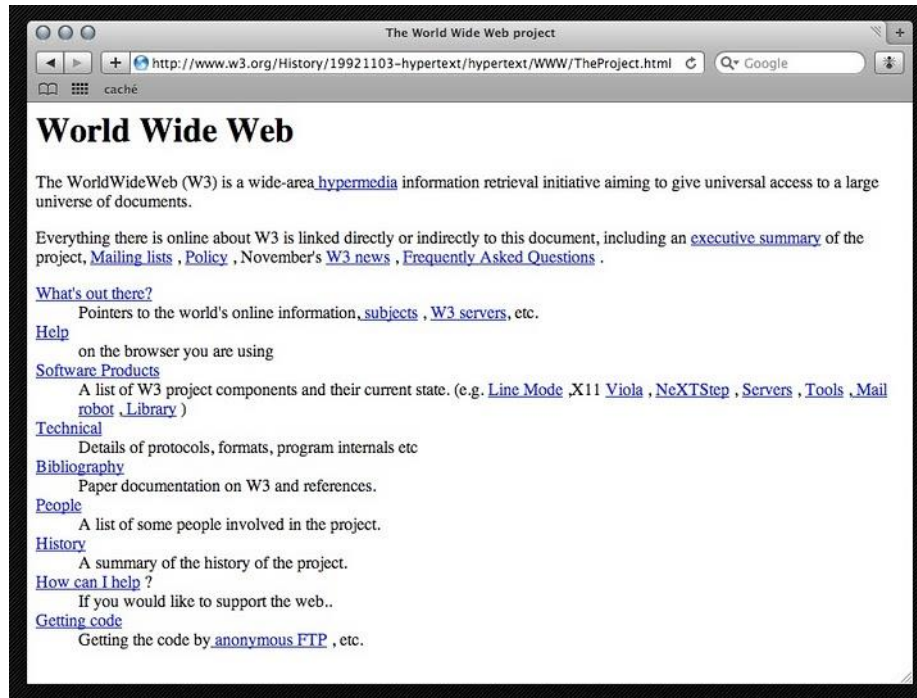 The World Wide Web project
http://www.w3.org/History/19921103-hypertext/hypertext/WWW/TheProject.html
Google
caché
World Wide Web
The WorldWideWeb (W3) is a wide-area hypermedia information retrieval initiative aiming to give universal access to a large
universe of documents.
Everything there is online about W3 is linked directly or indirectly to this document, including an executive summary of the
project, Mailing lists , Policy , November's W3 news , Frequently Asked Questions .
What's out there?
Pointers to the world's online information, subjects , W3 servers, etc.
Help
on the browser you are using
Software Products
A list of W3 project components and their current state. (e.g. Line Mode ,X11 Viola , NeXTStep , Servers , Tools , Mail
robot , Library )
Technical
Details of protocols, formats, program internals etc
Bibliography
Paper documentation on W3 and references.
People
A list of some people involved in the project.
History
A summary of the history of the project.
How can I help ?
If you would like to support the web..
Getting code
Getting the code by anonymous FTP , etc.